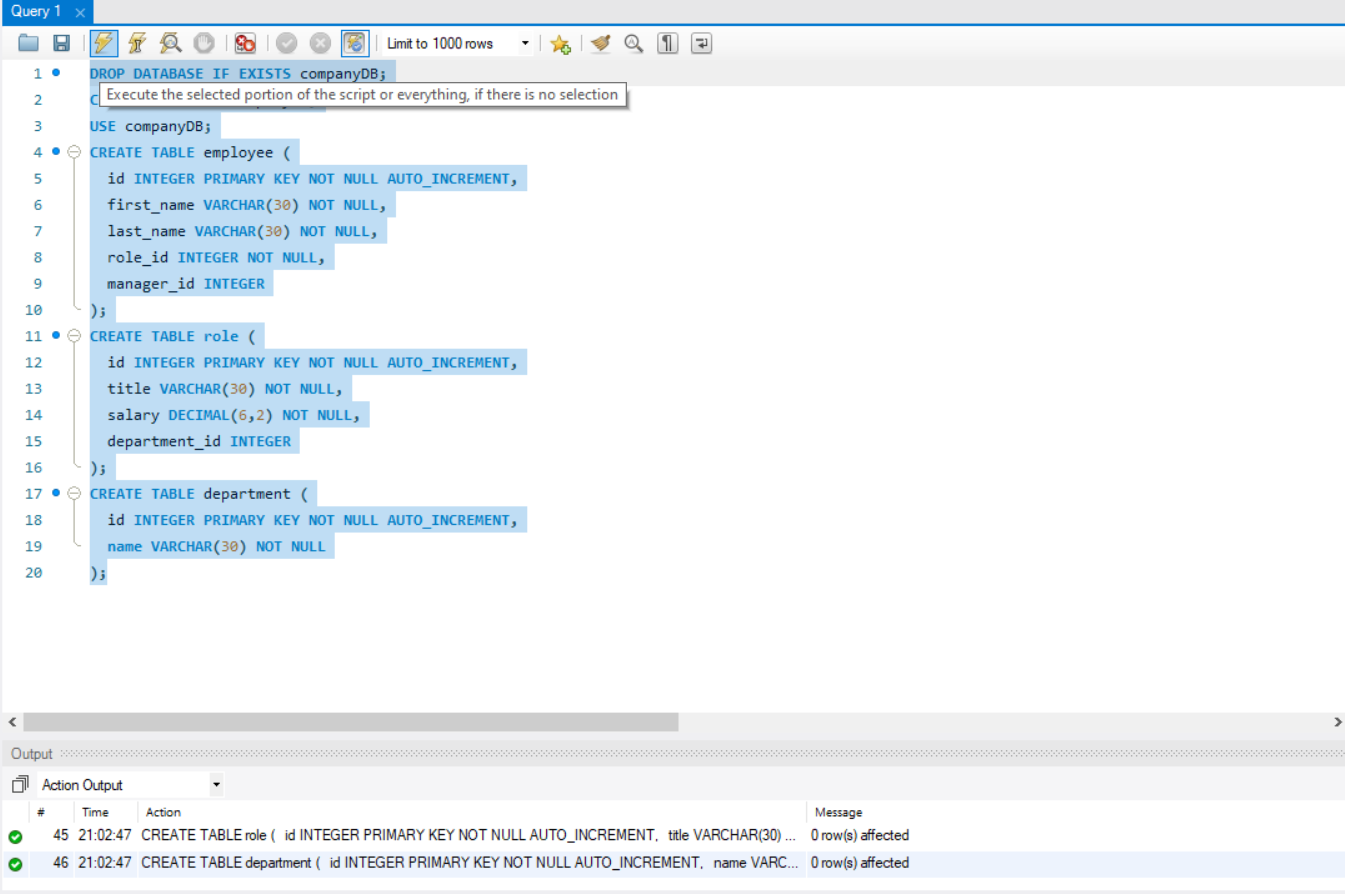 Query 1
Limit to 1000 rows
1 DROP DATABASE IF EXISTS companyDB;
Execute the selected portion of the script or everything, if there is no selection
2 C
3 USE companyDB;
4 CREATE TABLE employee (
5 id INTEGER PRIMARY KEY NOT NULL AUTO_INCREMENT,
6 first_name VARCHAR(30) NOT NULL,
7 last_name VARCHAR(30) NOT NULL,
8 role_id INTEGER NOT NULL,
9 manager_id INTEGER
10 );
11 CREATE TABLE role (
12 id INTEGER PRIMARY KEY NOT NULL AUTO_INCREMENT,
13 title VARCHAR(30) NOT NULL,
14 salary DECIMAL(6,2) NOT NULL,
15 department_id INTEGER
16 );
17 CREATE TABLE department (
18 id INTEGER PRIMARY KEY NOT NULL AUTO_INCREMENT,
19 name VARCHAR(30) NOT NULL
20 );
Output
Action Output
# Time Action Message
45 21:02:47 CREATE TABLE role ( id INTEGER PRIMARY KEY NOT NULL AUTO_INCREMENT, title VARCHAR(30) ... 0 row(s) affected
46 21:02:47 CREATE TABLE department ( id INTEGER PRIMARY KEY NOT NULL AUTO_INCREMENT, name VARC... 0 row(s) affected